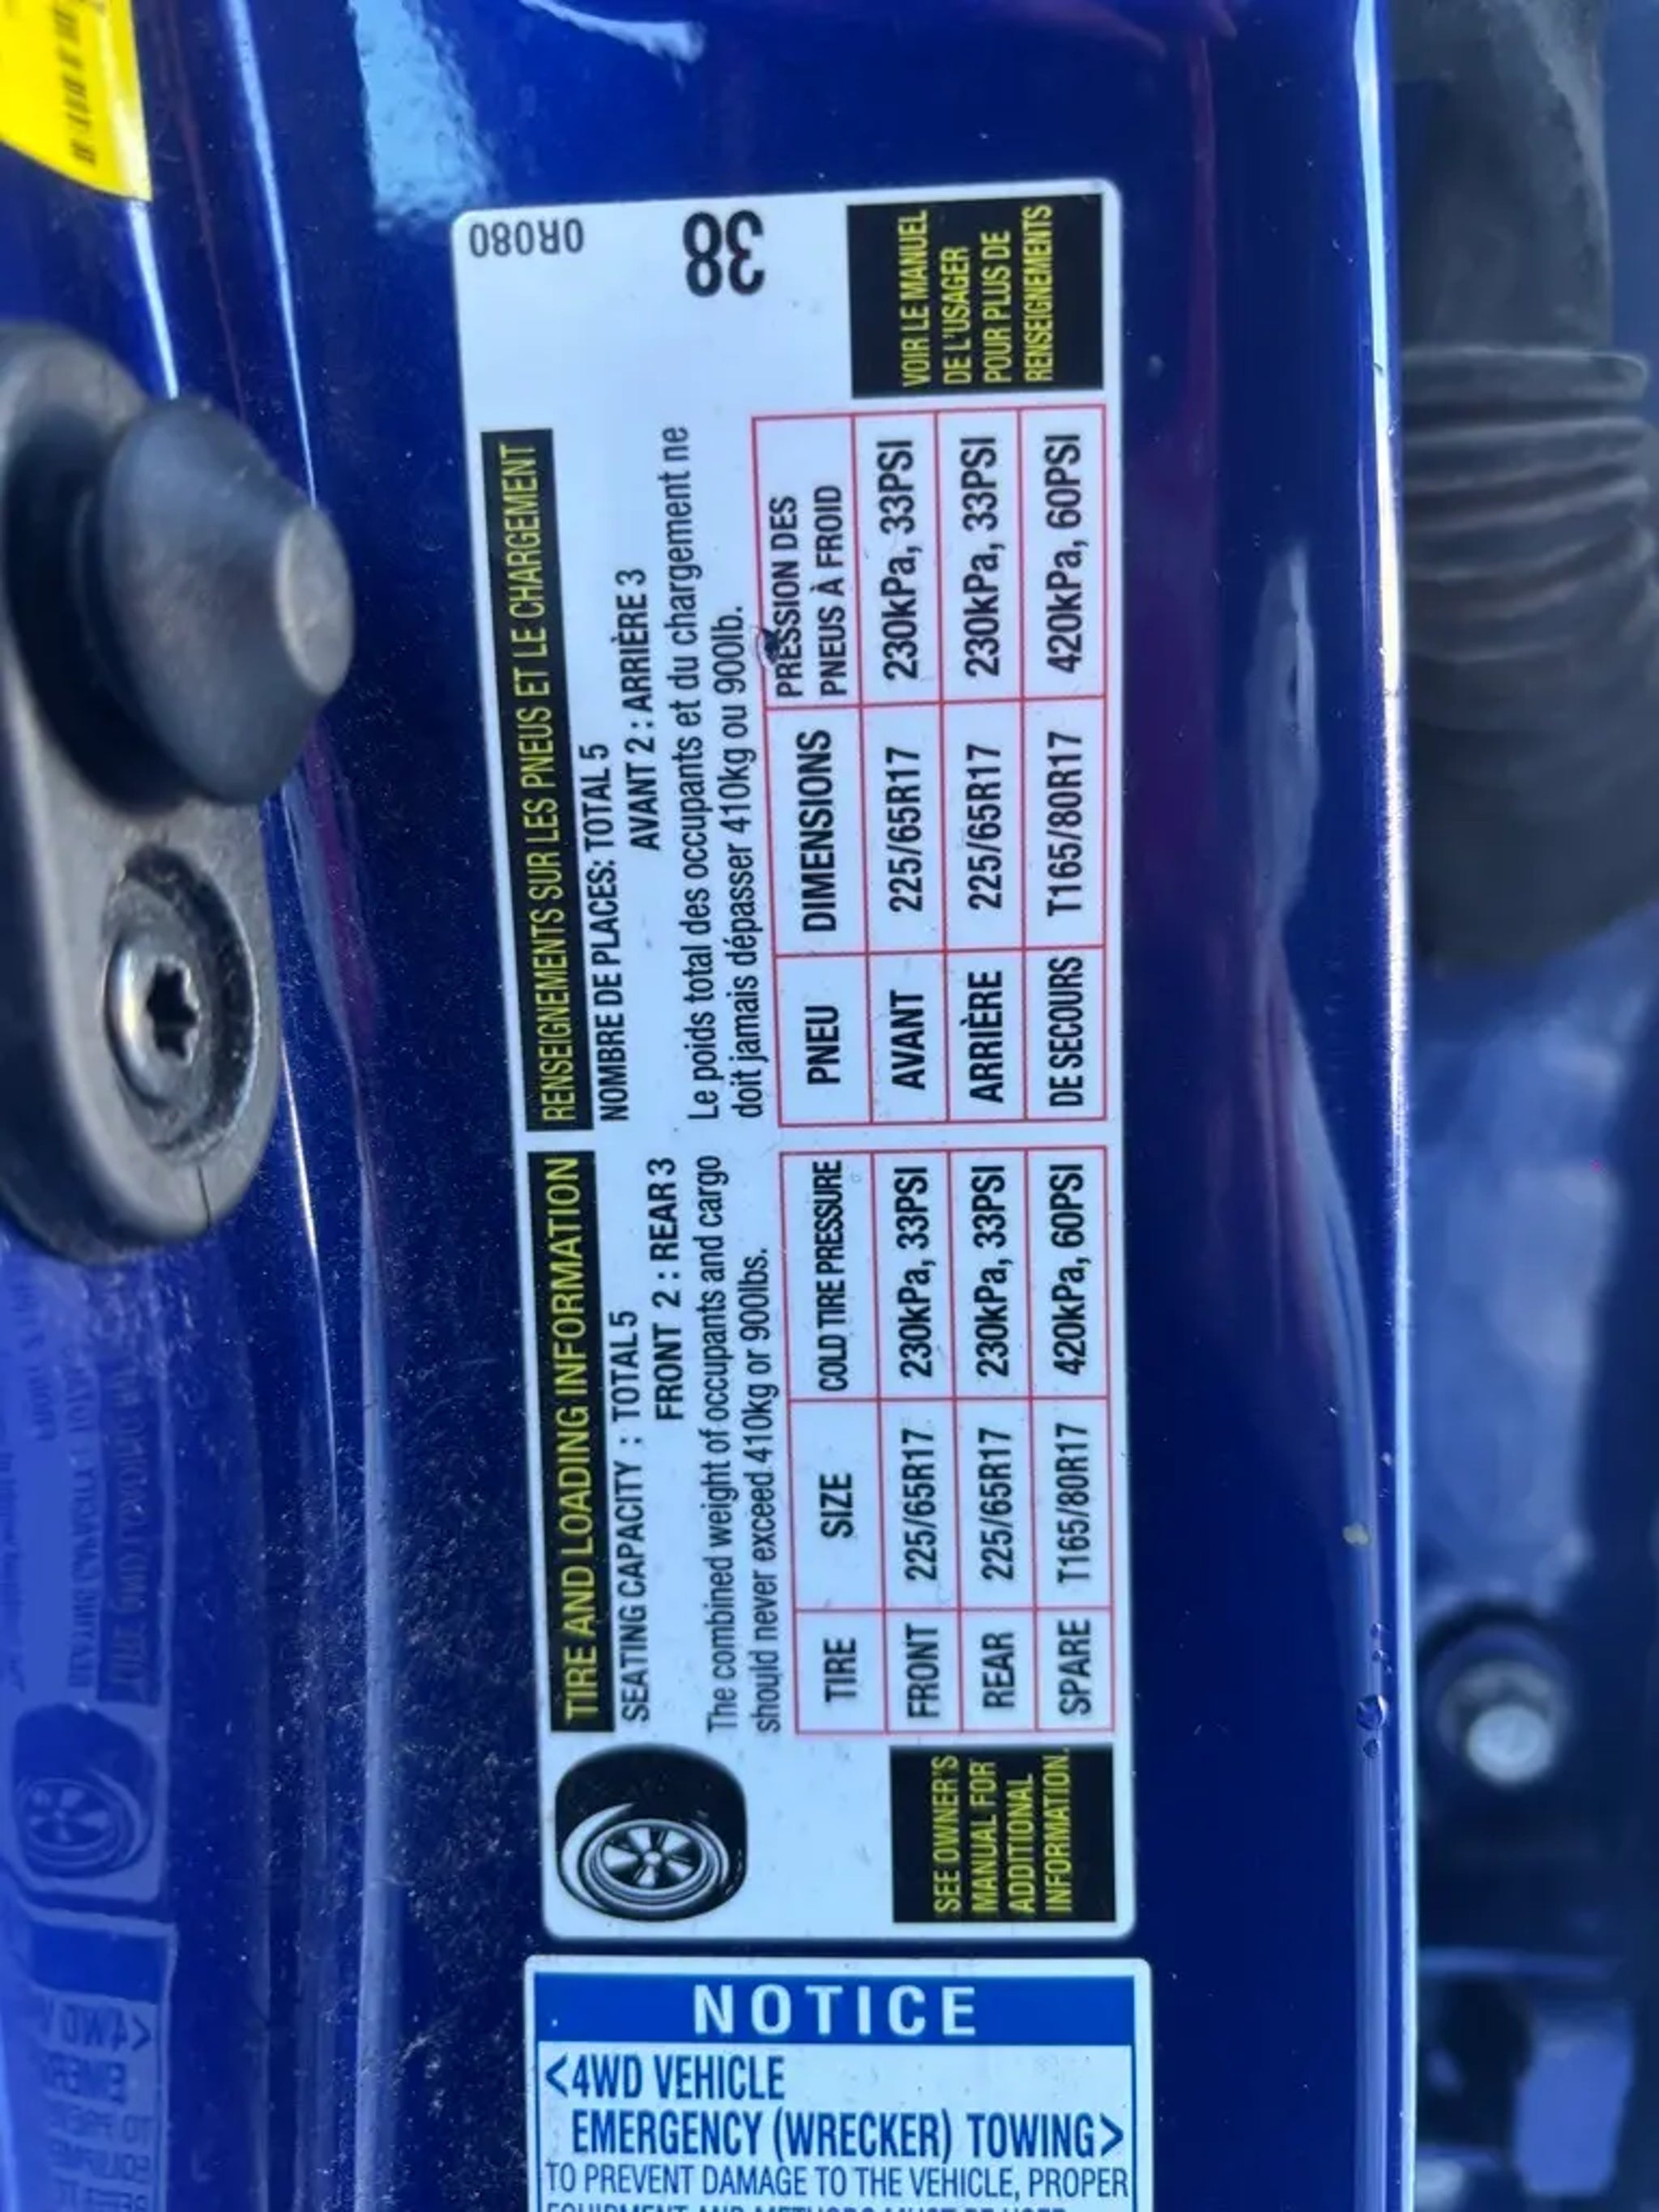 0R080
38
TIRE AND LOADING INFORMATION
SEATING CAPACITY : TOTAL 5
FRONT 2 : REAR 3
The combined weight of occupants and cargo
should never exceed 410kg or 900lbs.
TIRE SIZE COLD TIRE PRESSURE
FRONT 225/65R17 230kPa, 33PSI
REAR 225/65R17 230kPa, 33PSI
SPARE T165/80R17 420kPa, 60PSI
SEE OWNER'S
MANUAL FOR
ADDITIONAL
INFORMATION.
RENSEIGNEMENTS SUR LES PNEUS ET LE CHARGEMENT
NOMBRE DE PLACES: TOTAL 5
AVANT 2 : ARRIÈRE 3
Le poids total des occupants et du chargement ne
doit jamais dépasser 410kg ou 900lb.
PNEU DIMENSIONS PRESSION DES
PNEUS À FROID
AVANT 225/65R17 230kPa, 33PSI
ARRIÈRE 225/65R17 230kPa, 33PSI
DE SECOURS T165/80R17 420kPa, 60PSI
VOIR LE MANUEL
DE L'USAGER
POUR PLUS DE
RENSEIGNEMENTS
NOTICE
<4WD VEHICLE
EMERGENCY (WRECKER) TOWING>
TO PREVENT DAMAGE TO THE VEHICLE, PROPER